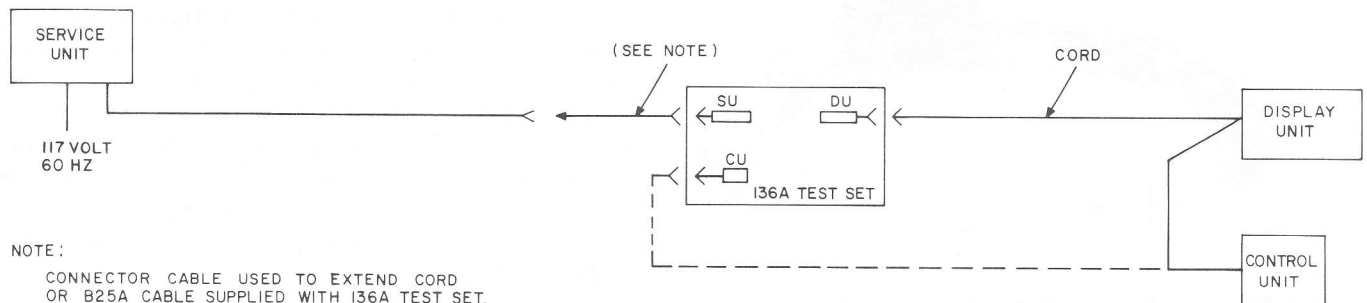 SERVICE
UNIT
117 VOLT
60 HZ
(SEE NOTE)
SU
DU
CU
136A TEST SET
CORD
DISPLAY
UNIT
CONTROL
UNIT
NOTE:
CONNECTOR CABLE USED TO EXTEND CORD
OR B25A CABLE SUPPLIED WITH 136A TEST SET.